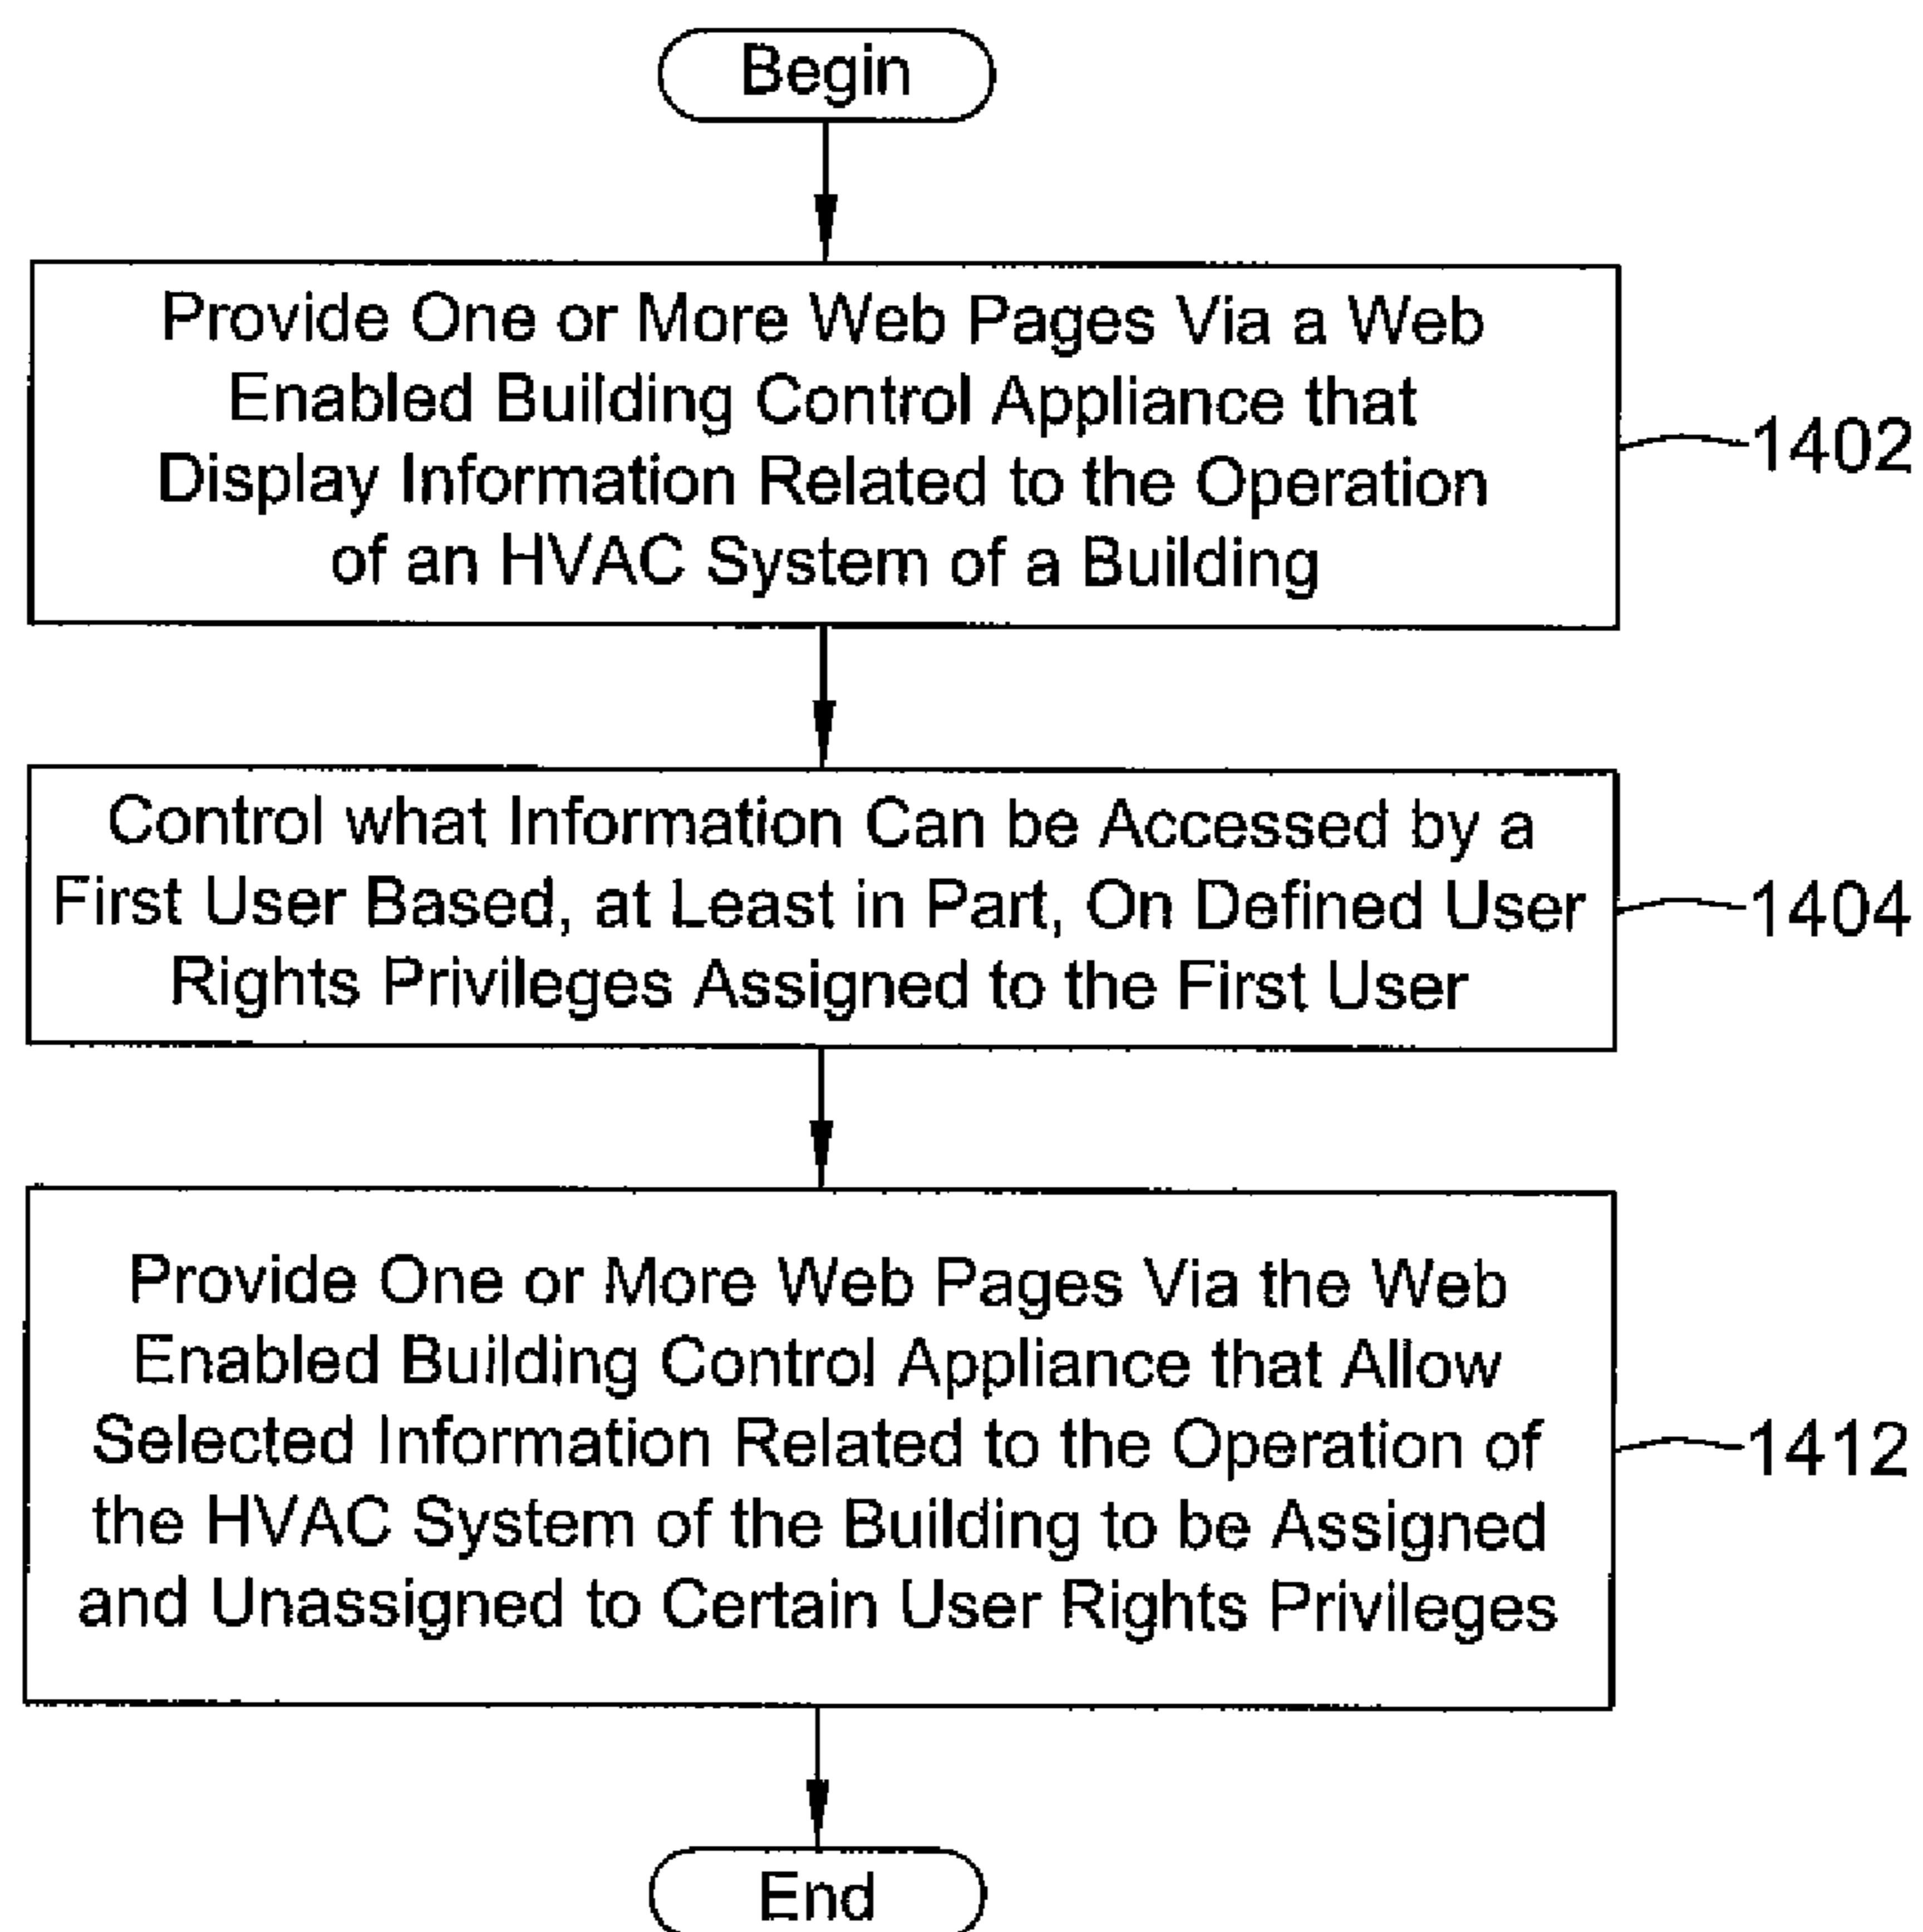 Begin
Provide One or More Web Pages Via a Web
Enabled Building Control Appliance that
Display Information Related to the Operation
of an HVAC System of a Building
1402
Control what Information Can be Accessed by a
First User Based, at Least in Part, On Defined User
Rights Privileges Assigned to the First User
1404
Provide One or More Web Pages Via the Web
Enabled Building Control Appliance that Allow
Selected Information Related to the Operation of
the HVAC System of the Building to be Assigned
and Unassigned to Certain User Rights Privileges
1412
End